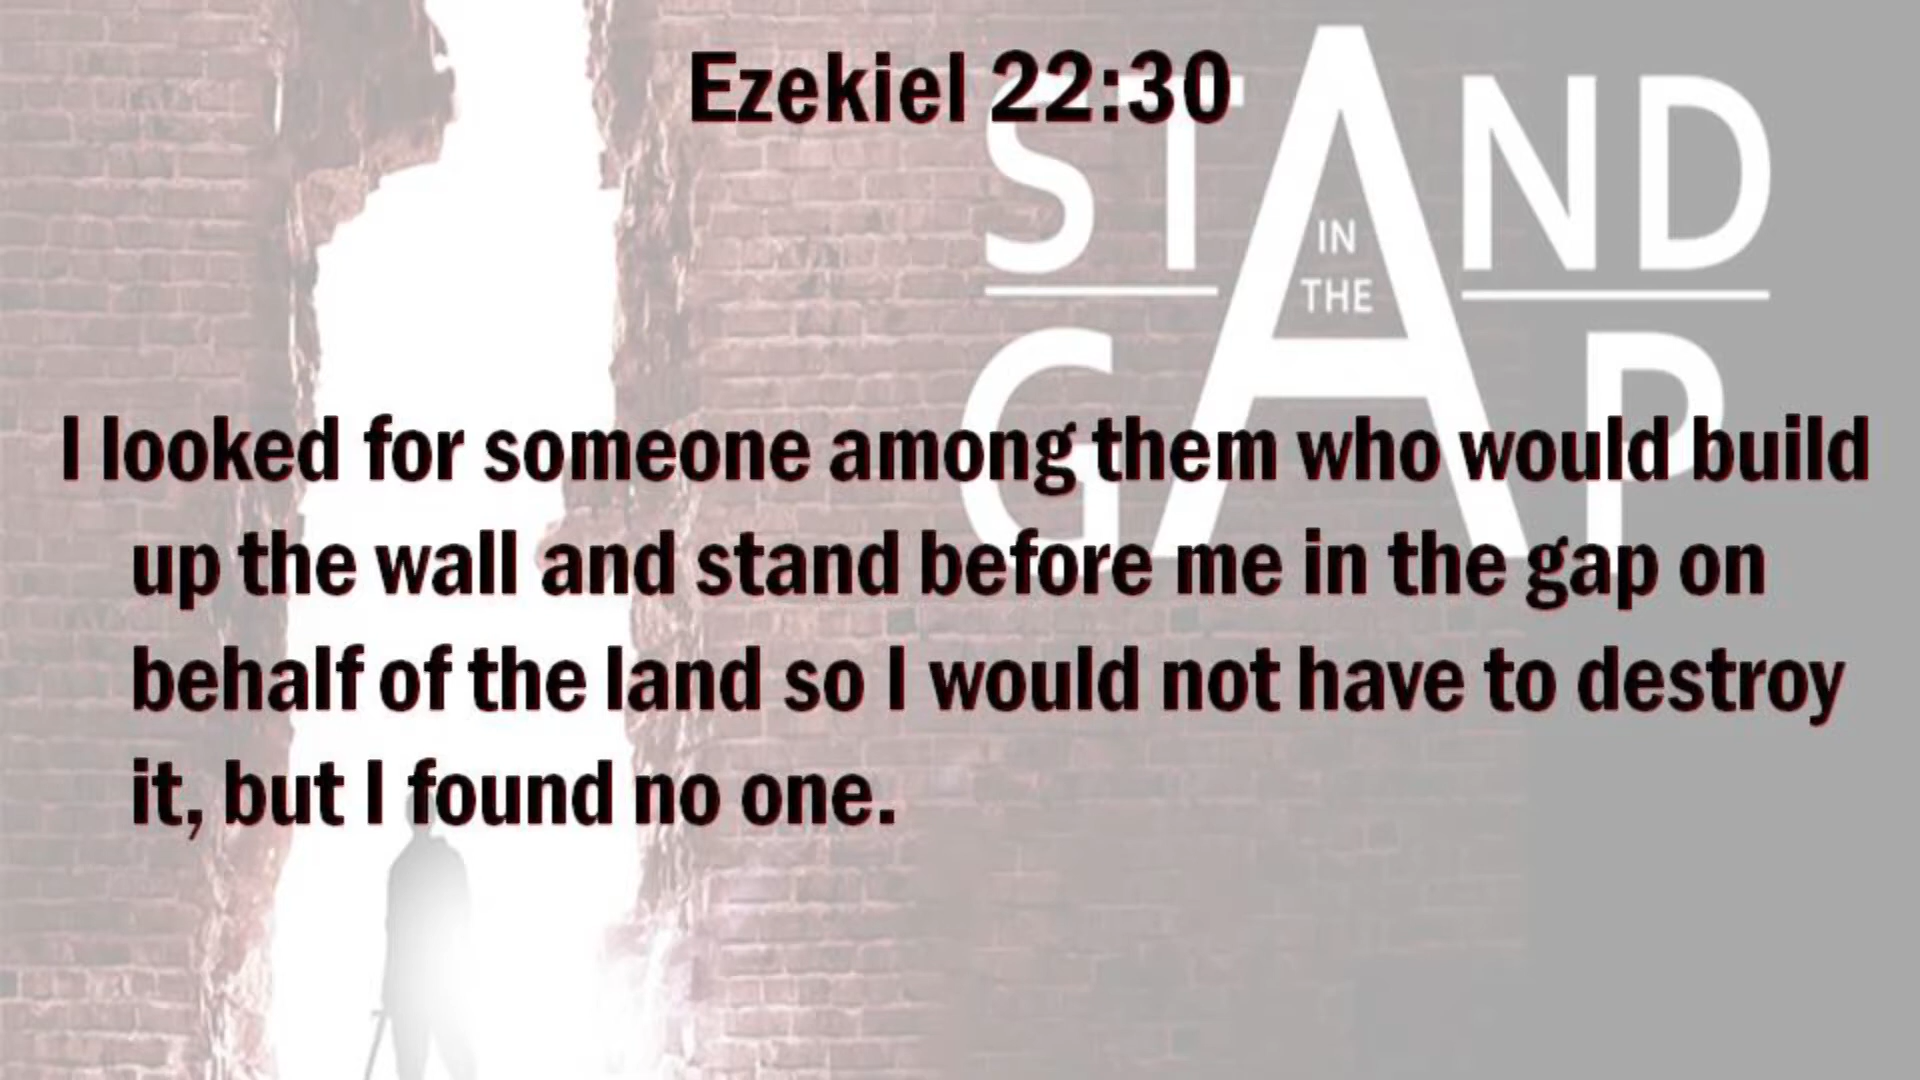 Ezekiel 22:30
STAND
IN
THE
GAP
I looked for someone among them who would build
up the wall and stand before me in the gap on
behalf of the land so I would not have to destroy
it, but I found no one.